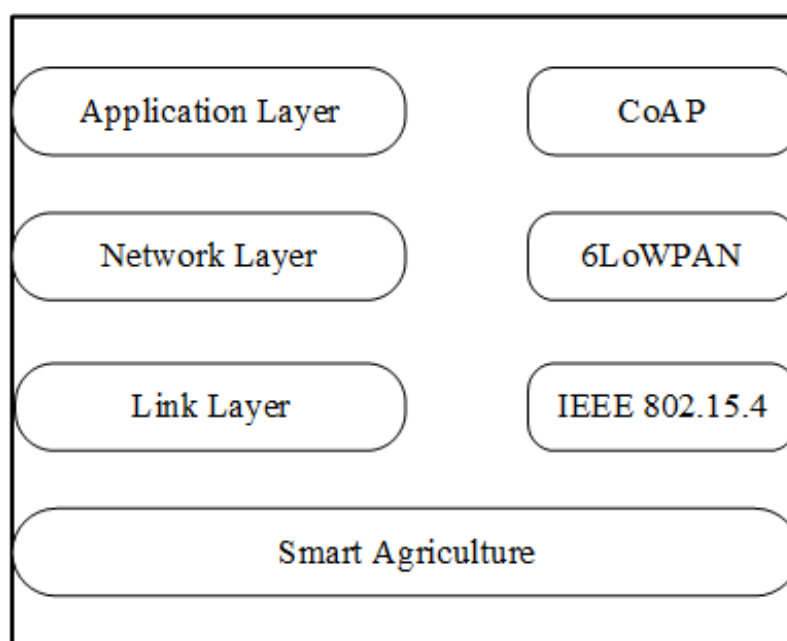 Application Layer
CoAP
Network Layer
6LoWPAN
Link Layer
IEEE 802.15.4
Smart Agriculture